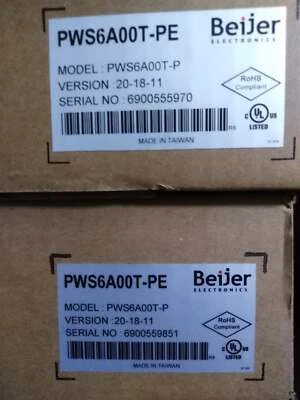 PWS6A00T-PE
Beijer
ELECTRONICS
MODEL : PWS6A00T-P
VERSION : 20-18-11
SERIAL NO : 6900555970
RoHS
Compliant
UL
C US
LISTED
MADE IN TAIWAN
PWS6A00T-PE
Beijer
ELECTRONICS
MODEL : PWS6A00T-P
VERSION : 20-18-11
SERIAL NO : 6900559851
RoHS
Compliant
UL
C US
LISTED
MADE IN TAIWAN